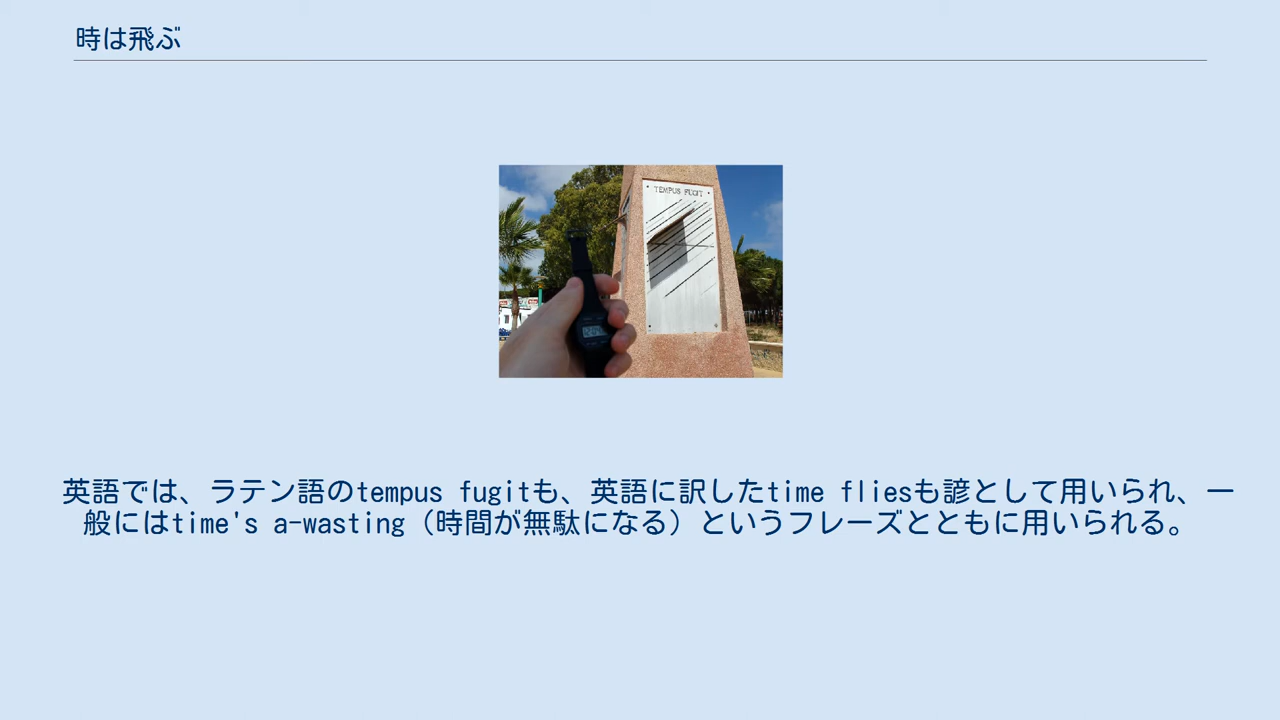 時は飛ぶ
TEMPUS FUGIT
英語では、ラテン語のtempus fugitも、英語に訳したtime fliesも諺として用いられ、一
般にはtime's a-wasting（時間が無駄になる）というフレーズとともに用いられる。